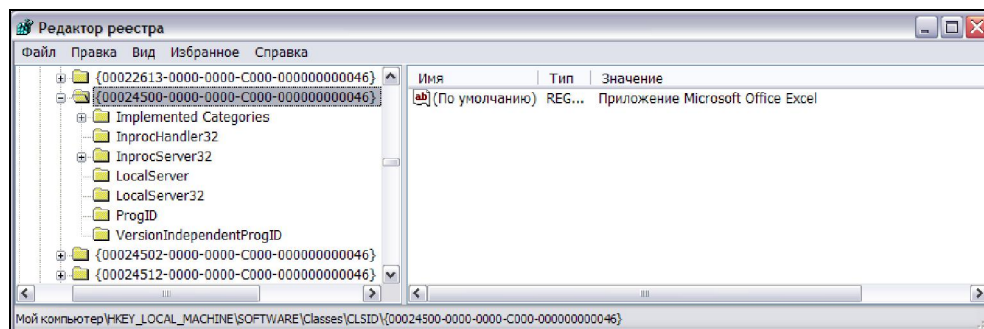 Редактор реестра
Файл Правка Вид Избранное Справка
{00022613-0000-0000-C000-000000000046}
{00024500-0000-0000-C000-000000000046}
Implemented Categories
InprocHandler32
InprocServer32
LocalServer
LocalServer32
ProgID
VersionIndependentProgID
{00024502-0000-0000-C000-000000000046}
{00024512-0000-0000-C000-000000000046}
Имя Тип Значение
ab (По умолчанию) REG... Приложение Microsoft Office Excel
Мой компьютер\HKEY_LOCAL_MACHINE\SOFTWARE\Classes\CLSID\{00024500-0000-0000-C000-000000000046}